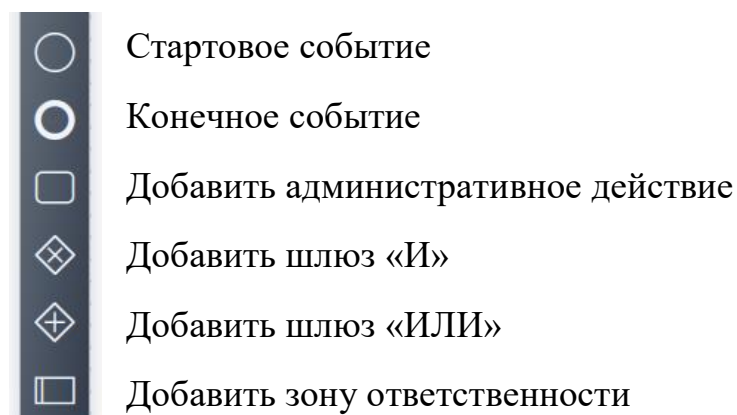 Стартовое событие
Конечное событие
Добавить административное действие
Добавить шлюз «И»
Добавить шлюз «ИЛИ»
Добавить зону ответственности